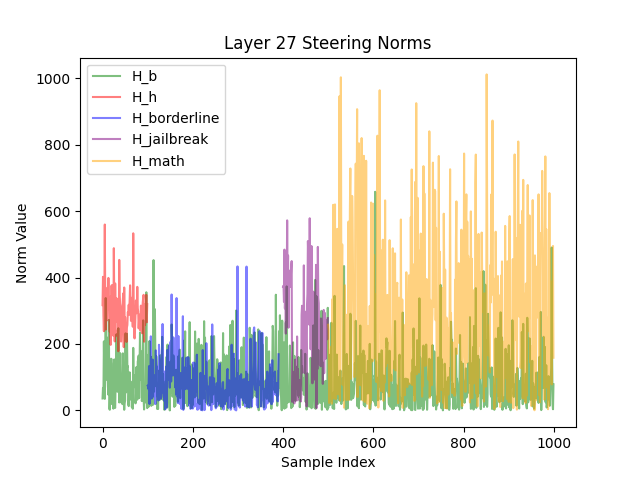 Layer 27 Steering Norms
H_b
H_h
H_borderline
H_jailbreak
H_math
Norm Value
1000
800
600
400
200
0
0 200 400 600 800 1000
Sample Index